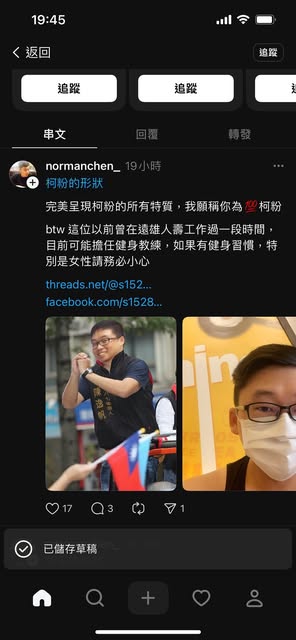 19:45
45
返回
追蹤
追蹤
追蹤
串文
回覆
轉發
normanchen_ 19小時
柯粉的形狀
完美呈現柯粉的所有特質，我願稱你為💯柯粉
btw 這位以前曾在遠雄人壽工作過一段時間，
目前可能擔任健身教練，如果有健身習慣，特
別是女性請務必小心
threads.net/@s152...
facebook.com/s1528...
17
3
1
已儲存草稿